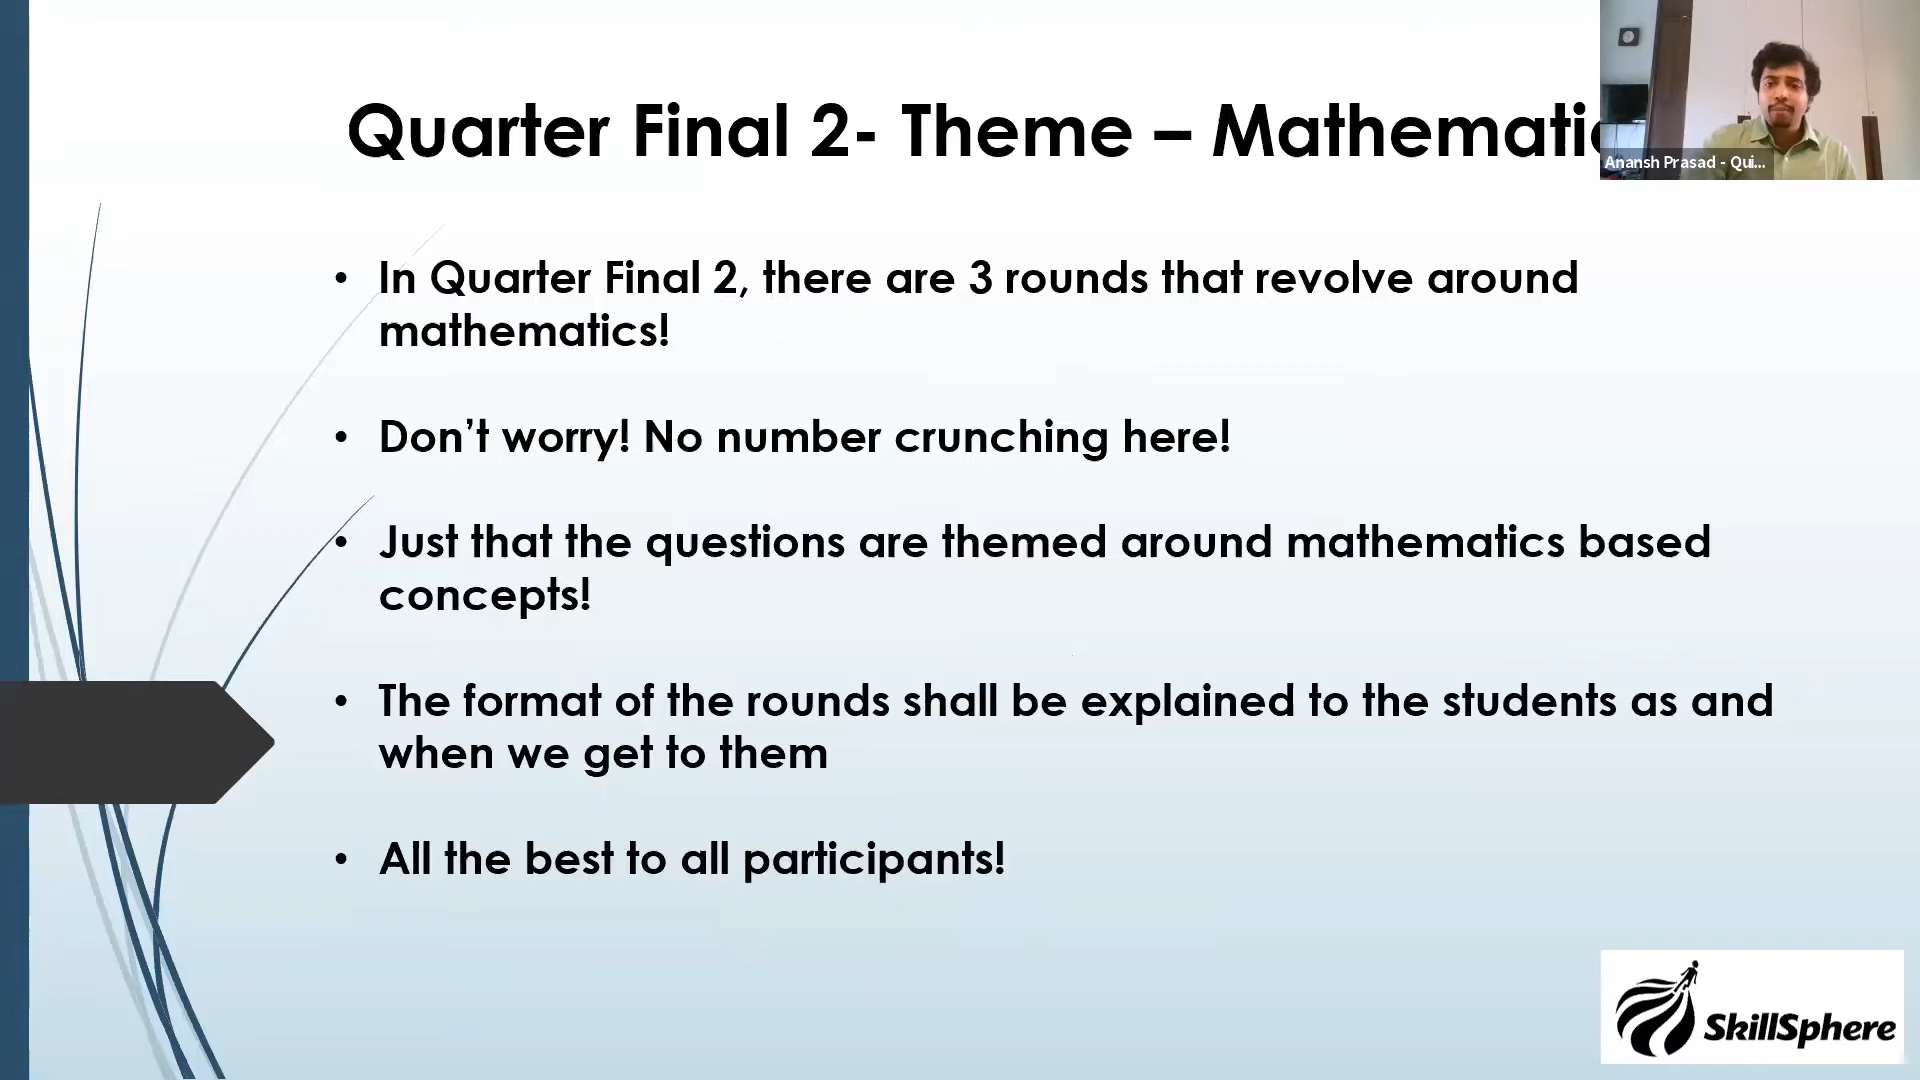 Quarter Final 2- Theme – Mathematic
Anansh Prasad - Qui...
• In Quarter Final 2, there are 3 rounds that revolve around
mathematics!
• Don’t worry! No number crunching here!
• Just that the questions are themed around mathematics based
concepts!
• The format of the rounds shall be explained to the students as and
when we get to them
• All the best to all participants!
SkillSphere